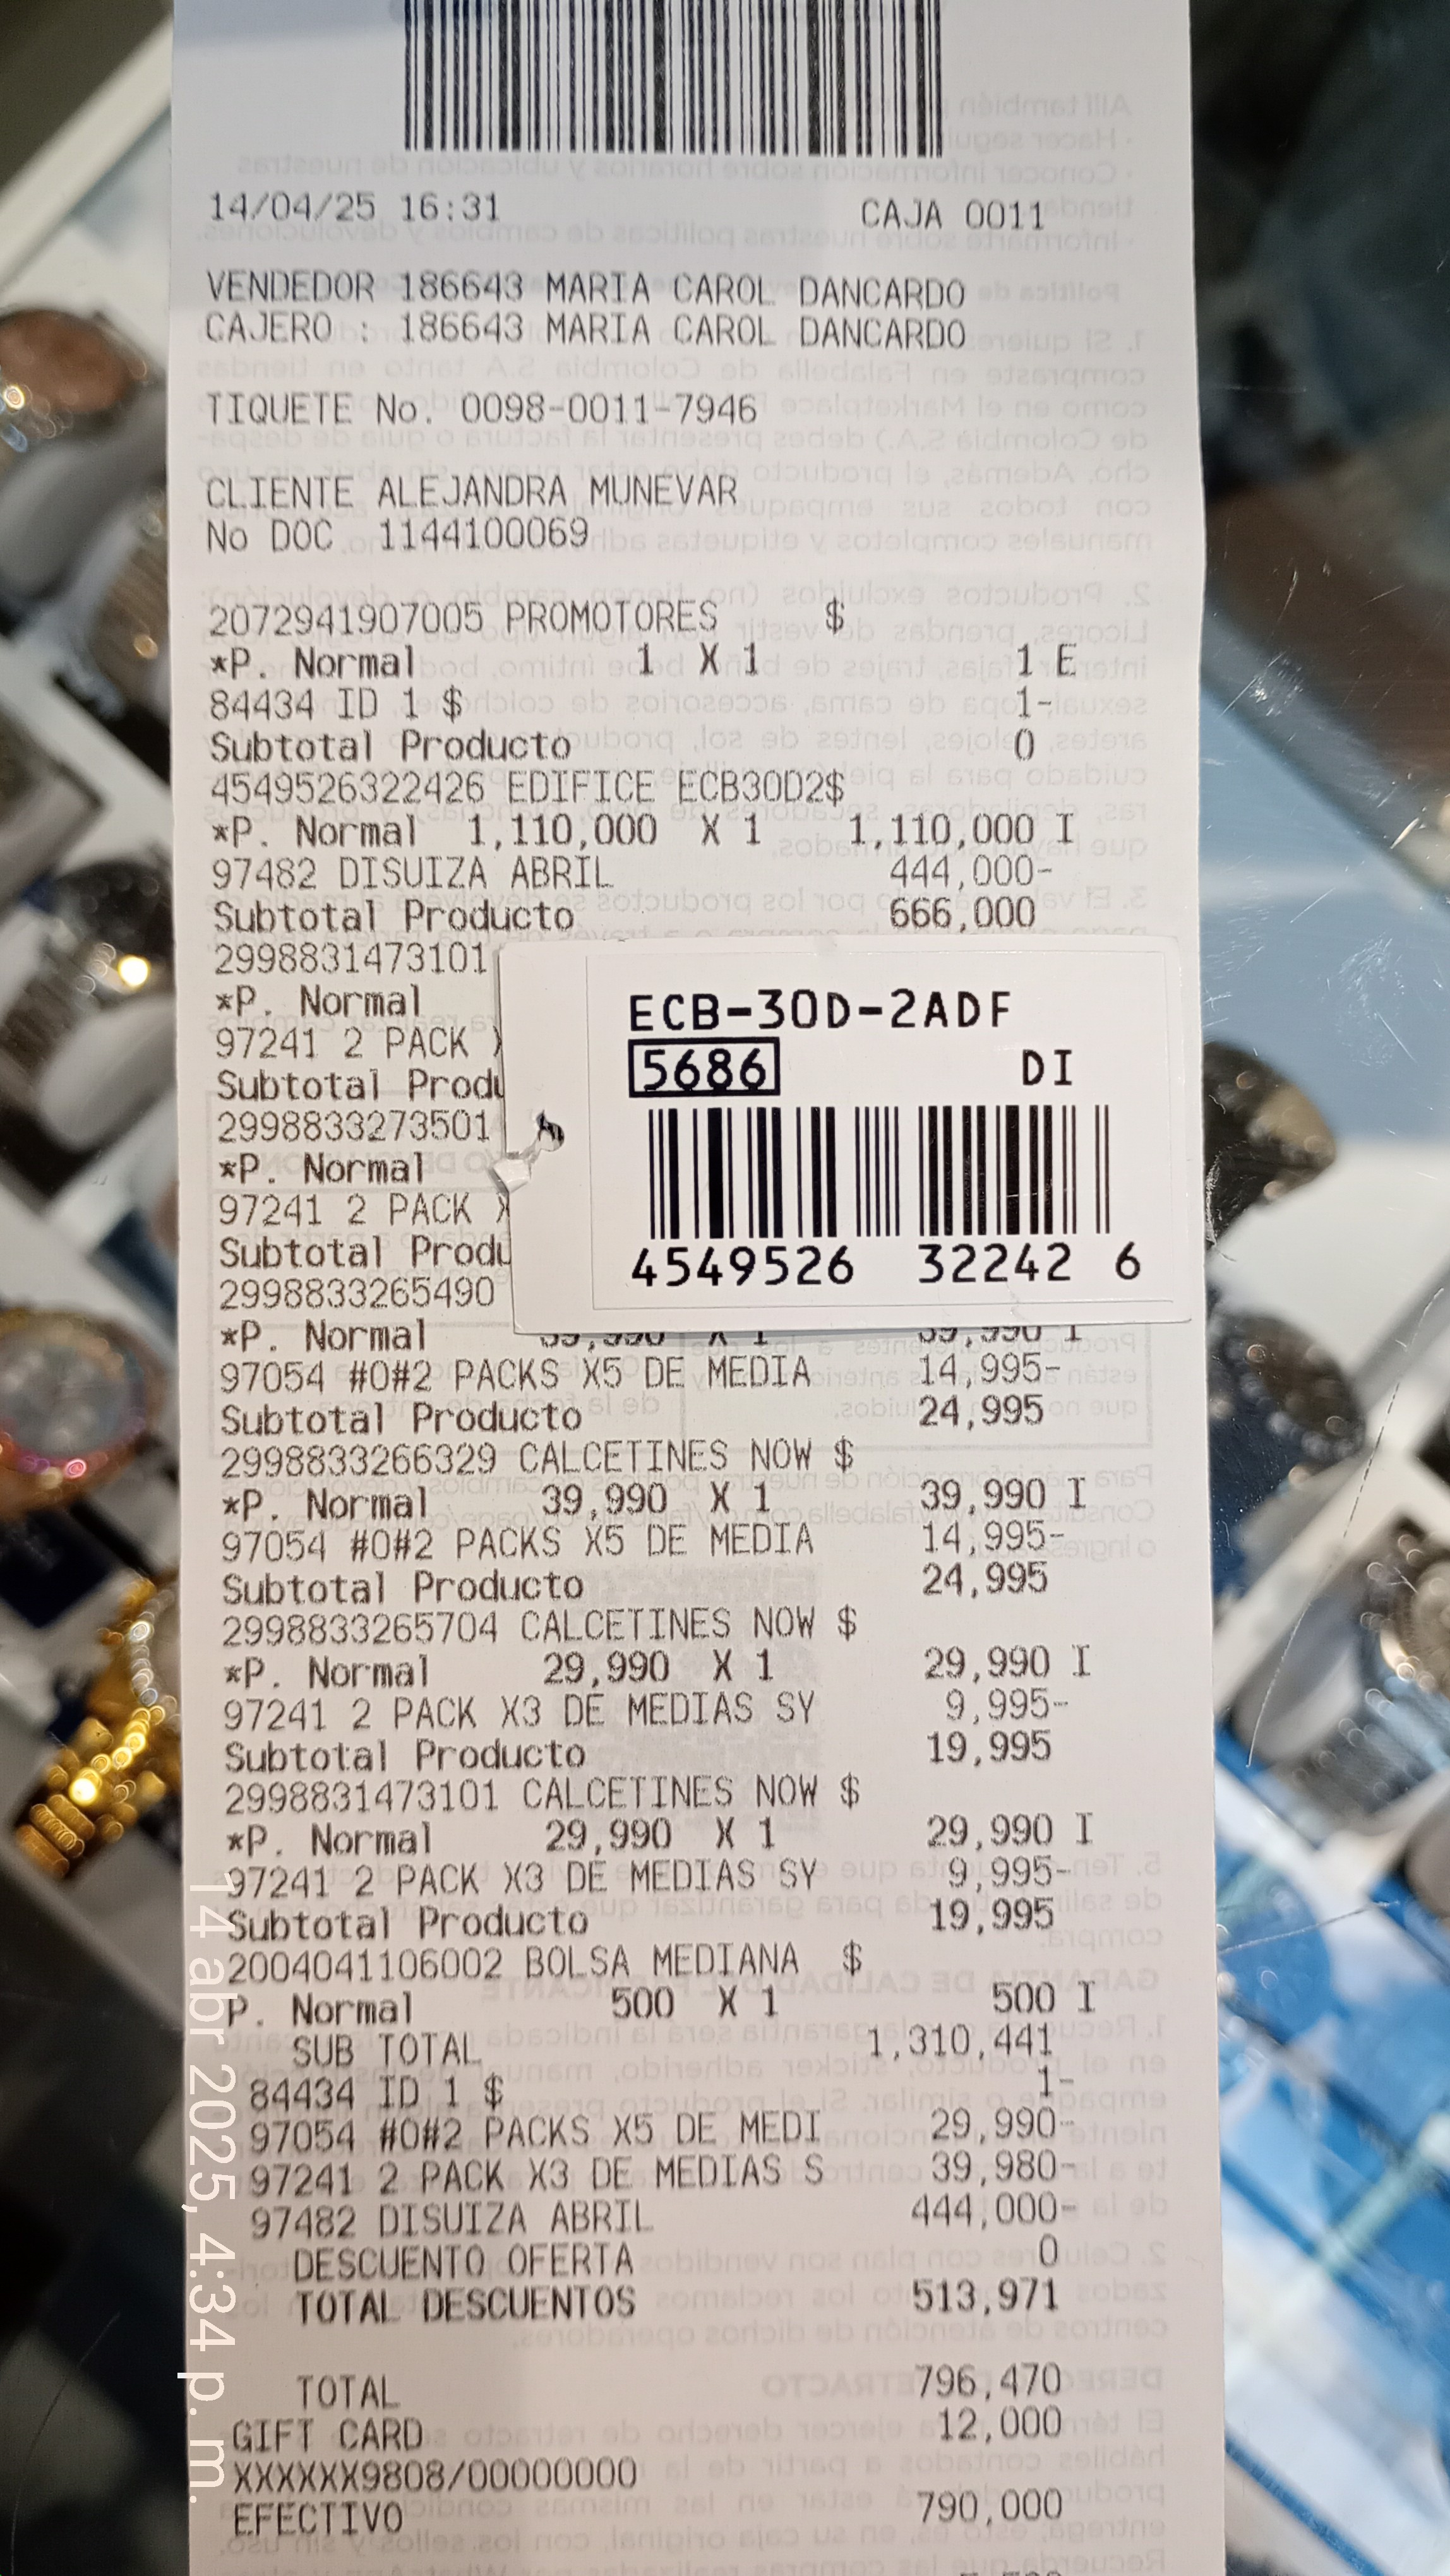 14/04/25 16:31 CAJA 0011
VENDEDOR 186643 MARIA CAROL DANCARDO
CAJERO : 186643 MARIA CAROL DANCARDO
TIQUETE No. 0098-0011-7946
CLIENTE ALEJANDRA MUNEVAR
No DOC 1144100069
2072941907005 PROMOTORES $
*P. Normal 1 X 1 1 E
84434 ID 1 $ 1-
Subtotal Producto 0
4549526322426 EDIFICE ECB30D2$
*P. Normal 1,110,000 X 1 1,110,000 I
97482 DISUIZA ABRIL 444,000-
Subtotal Producto 666,000
2998831473101
*P. Normal
97241 2 PACK
Subtotal
2998833273501
*P. Normal
97241 2 PACK
Subtotal
2998833265490
ECB-30D-2ADF
5686 DI
4549526 32242 6
*P. Normal 39,990 X 1 39,990 I
97054 #0#2 PACKS X5 DE MEDIA 14,995-
Subtotal Producto 24,995
2998833266329 CALCETINES NOW $
*P. Normal 39,990 X 1 39,990 I
97054 #0#2 PACKS X5 DE MEDIA 14,995-
Subtotal Producto 24,995
2998833265704 CALCETINES NOW $
*P. Normal 29,990 X 1 29,990 I
97241 2 PACK X3 DE MEDIAS SY 9,995-
Subtotal Producto 19,995
2998831473101 CALCETINES NOW $
*P. Normal 29,990 X 1 29,990 I
97241 2 PACK X3 DE MEDIAS SY 9,995-
Subtotal Producto 19,995
2004041106002 BOLSA MEDIANA $
P. Normal 500 X 1 500 I
SUB TOTAL 1,310,441
84434 ID 1 $ 1-
97054 #0#2 PACKS X5 DE MEDI 29,990-
97241 2 PACK X3 DE MEDIAS S 39,980-
97482 DISUIZA ABRIL 444,000-
DESCUENTO OFERTA 0
TOTAL DESCUENTOS 513,971
TOTAL 796,470
GIFT CARD 12,000
XXXXXX9808/00000000
EFECTIVO 790,000
14 abr 2025, 4:34 p. m.